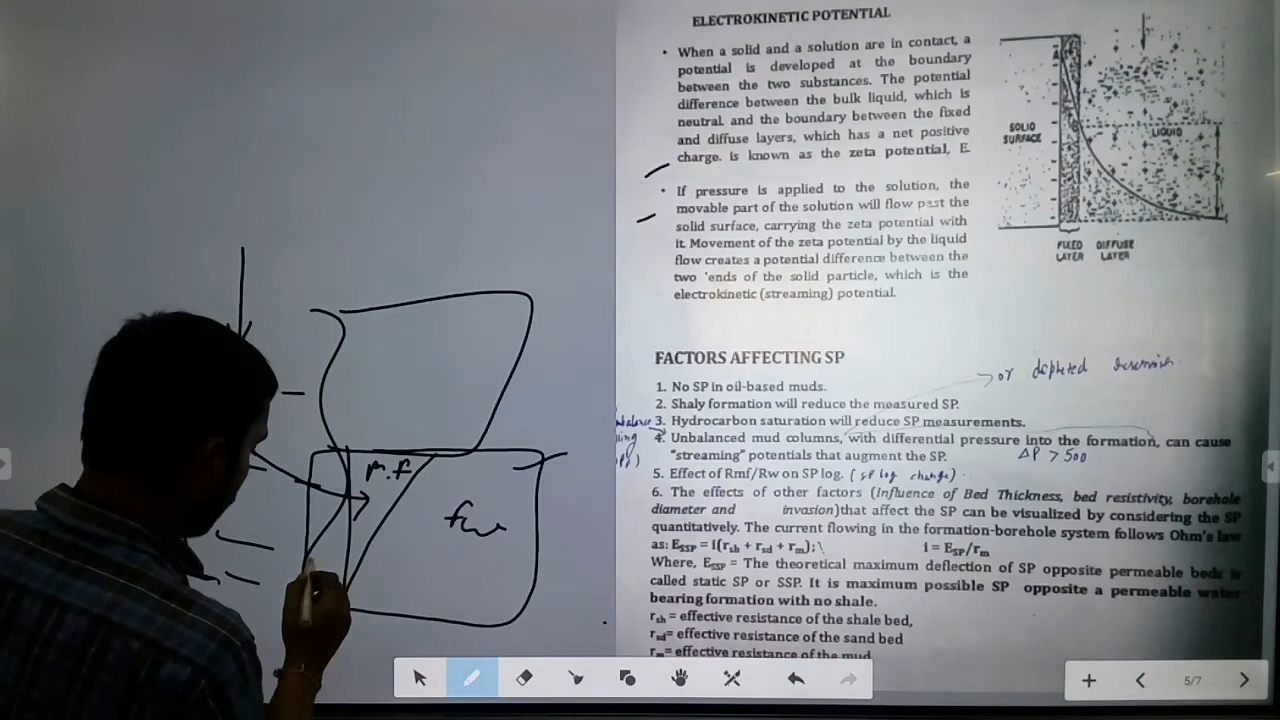 ELECTROKINETIC POTENTIAL
• When a solid and a solution are in contact, a
potential is developed at the boundary
between the two substances. The potential
difference between the bulk liquid, which is
neutral and the boundary between the fixed
and diffuse layers, which has a net positive
charge. is known as the zeta potential, E.
• If pressure is applied to the solution, the
movable part of the solution will flow past the
solid surface, carrying the zeta potential with
it. Movement of the zeta potential by the liquid
flow creates a potential difference between the
two 'ends of the solid particle, which is the
electrokinetic (streaming) potential.
SOLID
SURFACE
LIQUID
FIXED DIFFUSE
LAYER LAYER
FACTORS AFFECTING SP
or depleted
1. No SP in oil-based muds.
2. Shaly formation will reduce the measured SP.
3. Hydrocarbon saturation will reduce SP measurements.
4. Unbalanced mud columns, with differential pressure into the formation, can cause
"streaming" potentials that augment the SP.
ΔP > 500
5. Effect of Rmf/Rw on SP log. (SP log change).
6. The effects of other factors (Influence of Bed Thickness, bed resistivity, borehole
diameter and invasion)that affect the SP can be visualized by considering the SP
quantitatively. The current flowing in the formation-borehole system follows Ohm's law
as: ESSP = I(rsh + rsd + rm); I = ESP/rm
Where, ESSP = The theoretical maximum deflection of SP opposite permeable beds is
called static SP or SSP. It is maximum possible SP opposite a permeable water
bearing formation with no shale.
rsh = effective resistance of the shale bed,
rsd= effective resistance of the sand bed
rm= effective resistance of the mud
m.f
fw
5/7